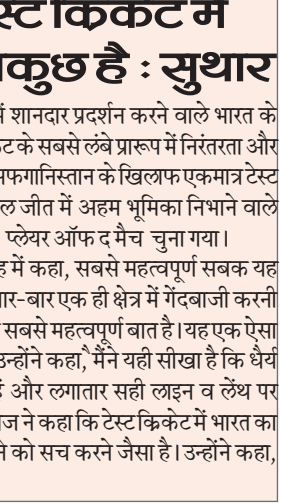 क्रिकेट में
है : सुथार
शानदार प्रदर्शन करने वाले भारत के
के सबसे लंबे प्रारूप में निरंतरता और
के खिलाफ एकमात्र टेस्ट
जीत में अहम भूमिका निभाने वाले
प्लेयर ऑफ द मैच चुना गया।
में कहा, सबसे महत्वपूर्ण सबक यह
एक ही क्षेत्र में गेंदबाजी करनी
सबसे महत्वपूर्ण बात है। यह एक ऐसा
उन्होंने कहा, मैंने यही सीखा है कि धैर्य
और लगातार सही लाइन व लेंथ पर
ने कहा कि टेस्ट क्रिकेट में भारत का
को सच करने जैसा है। उन्होंने कहा,